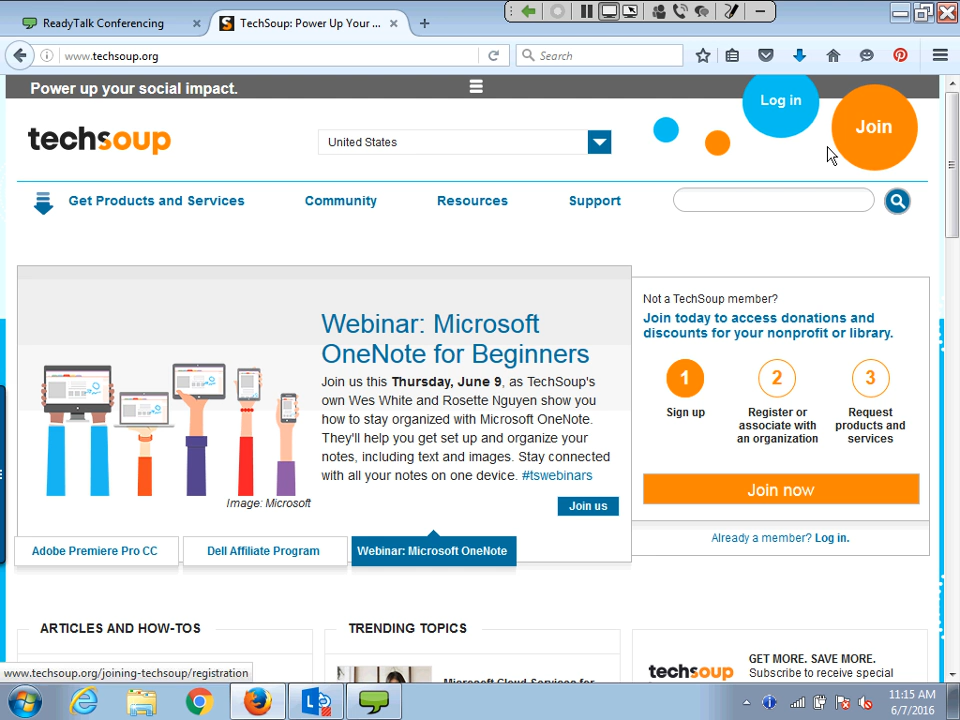 ReadyTalk Conferencing
TechSoup: Power Up Your ...
www.techsoup.org
Search
Power up your social impact.
Log in
Join
techsoup
United States
Get Products and Services
Community
Resources
Support
Webinar: Microsoft
OneNote for Beginners
Join us this Thursday, June 9, as TechSoup's
own Wes White and Rosette Nguyen show you
how to stay organized with Microsoft OneNote.
They'll help you get set up and organize your
notes, including text and images. Stay connected
with all your notes on one device. #tswebinars
Image: Microsoft
Join us
Adobe Premiere Pro CC
Dell Affiliate Program
Webinar: Microsoft OneNote
Not a TechSoup member?
Join today to access donations and
discounts for your nonprofit or library.
1
Sign up
2
Register or
associate with
an organization
3
Request
products and
services
Join now
Already a member? Log in.
ARTICLES AND HOW-TOS
TRENDING TOPICS
Microsoft Cloud Services for
techsoup
GET MORE. SAVE MORE.
Subscribe to receive special
www.techsoup.org/joining-techsoup/registration
11:15 AM
6/7/2016